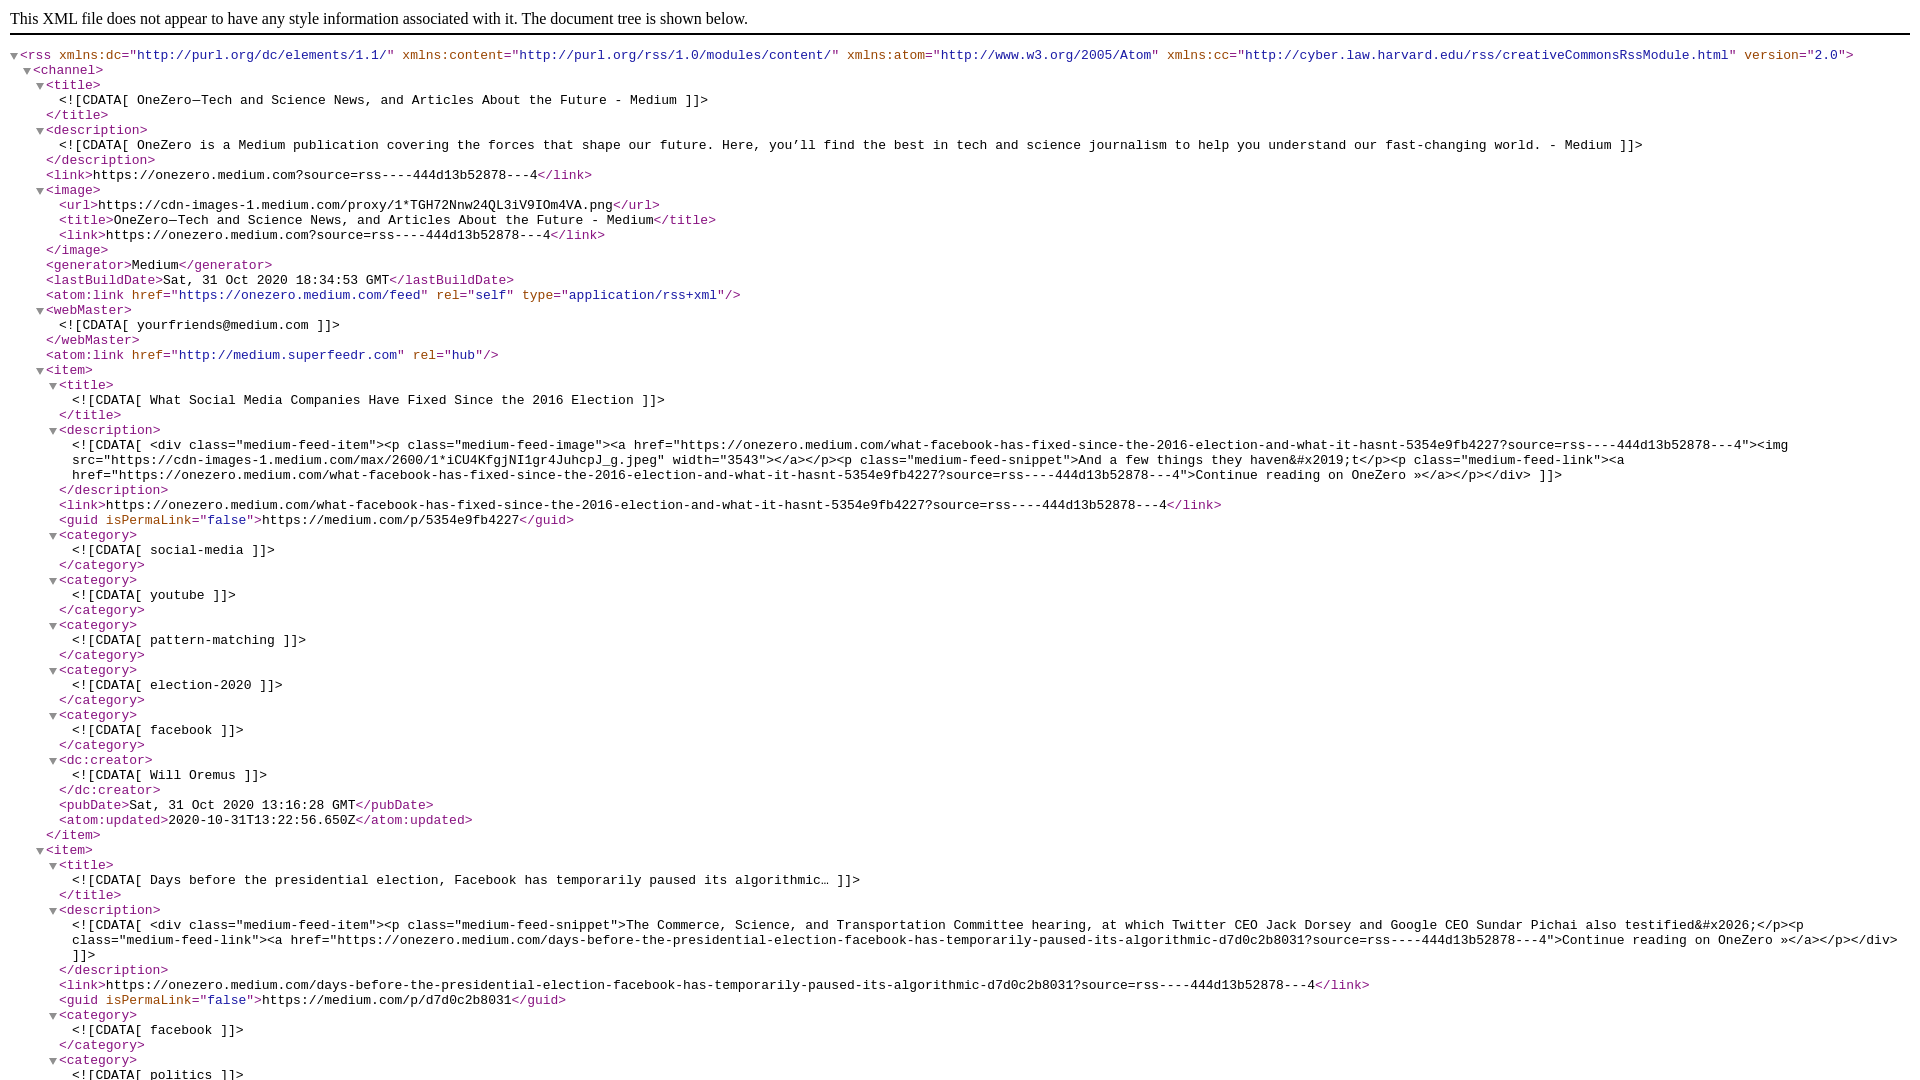 This XML file does not appear to have any style information associated with it. The document tree is shown below.
<rss xmlns:dc="http://purl.org/dc/elements/1.1/" xmlns:content="http://purl.org/rss/1.0/modules/content/" xmlns:atom="http://www.w3.org/2005/Atom" xmlns:cc="http://cyber.law.harvard.edu/rss/creativeCommonsRssModule.html" version="2.0">
<channel>
<title>
<![CDATA[ OneZero—Tech and Science News, and Articles About the Future - Medium ]]>
</title>
<description>
<![CDATA[ OneZero is a Medium publication covering the forces that shape our future. Here, you’ll find the best in tech and science journalism to help you understand our fast-changing world. - Medium ]]>
</description>
<link>https://onezero.medium.com?source=rss----444d13b52878---4</link>
<image>
<url>https://cdn-images-1.medium.com/proxy/1*TGH72Nnw24QL3iV9IOm4VA.png</url>
<title>OneZero—Tech and Science News, and Articles About the Future - Medium</title>
<link>https://onezero.medium.com?source=rss----444d13b52878---4</link>
</image>
<generator>Medium</generator>
<lastBuildDate>Sat, 31 Oct 2020 18:34:53 GMT</lastBuildDate>
<atom:link href="https://onezero.medium.com/feed" rel="self" type="application/rss+xml"/>
<webMaster>
<![CDATA[ yourfriends@medium.com ]]>
</webMaster>
<atom:link href="http://medium.superfeedr.com" rel="hub"/>
<item>
<title>
<![CDATA[ What Social Media Companies Have Fixed Since the 2016 Election ]]>
</title>
<description>
<![CDATA[ <div class="medium-feed-item"><p class="medium-feed-image"><a href="https://onezero.medium.com/what-facebook-has-fixed-since-the-2016-election-and-what-it-hasnt-5354e9fb4227?source=rss----444d13b52878---4"><img
src="https://cdn-images-1.medium.com/max/2600/1*iCU4KfgjNI1gr4JuhcpJ_g.jpeg" width="3543"></a></p><p class="medium-feed-snippet">And a few things they haven&#x2019;t</p><p class="medium-feed-link"><a
href="https://onezero.medium.com/what-facebook-has-fixed-since-the-2016-election-and-what-it-hasnt-5354e9fb4227?source=rss----444d13b52878---4">Continue reading on OneZero »</a></p></div> ]]>
</description>
<link>https://onezero.medium.com/what-facebook-has-fixed-since-the-2016-election-and-what-it-hasnt-5354e9fb4227?source=rss----444d13b52878---4</link>
<guid isPermaLink="false">https://medium.com/p/5354e9fb4227</guid>
<category>
<![CDATA[ social-media ]]>
</category>
<category>
<![CDATA[ youtube ]]>
</category>
<category>
<![CDATA[ pattern-matching ]]>
</category>
<category>
<![CDATA[ election-2020 ]]>
</category>
<category>
<![CDATA[ facebook ]]>
</category>
<dc:creator>
<![CDATA[ Will Oremus ]]>
</dc:creator>
<pubDate>Sat, 31 Oct 2020 13:16:28 GMT</pubDate>
<atom:updated>2020-10-31T13:22:56.650Z</atom:updated>
</item>
<item>
<title>
<![CDATA[ Days before the presidential election, Facebook has temporarily paused its algorithmic… ]]>
</title>
<description>
<![CDATA[ <div class="medium-feed-item"><p class="medium-feed-snippet">The Commerce, Science, and Transportation Committee hearing, at which Twitter CEO Jack Dorsey and Google CEO Sundar Pichai also testified&#x2026;</p><p
class="medium-feed-link"><a href="https://onezero.medium.com/days-before-the-presidential-election-facebook-has-temporarily-paused-its-algorithmic-d7d0c2b8031?source=rss----444d13b52878---4">Continue reading on OneZero »</a></p></div>
]]>
</description>
<link>https://onezero.medium.com/days-before-the-presidential-election-facebook-has-temporarily-paused-its-algorithmic-d7d0c2b8031?source=rss----444d13b52878---4</link>
<guid isPermaLink="false">https://medium.com/p/d7d0c2b8031</guid>
<category>
<![CDATA[ facebook ]]>
</category>
<category>
<![CDATA[ politics ]]>